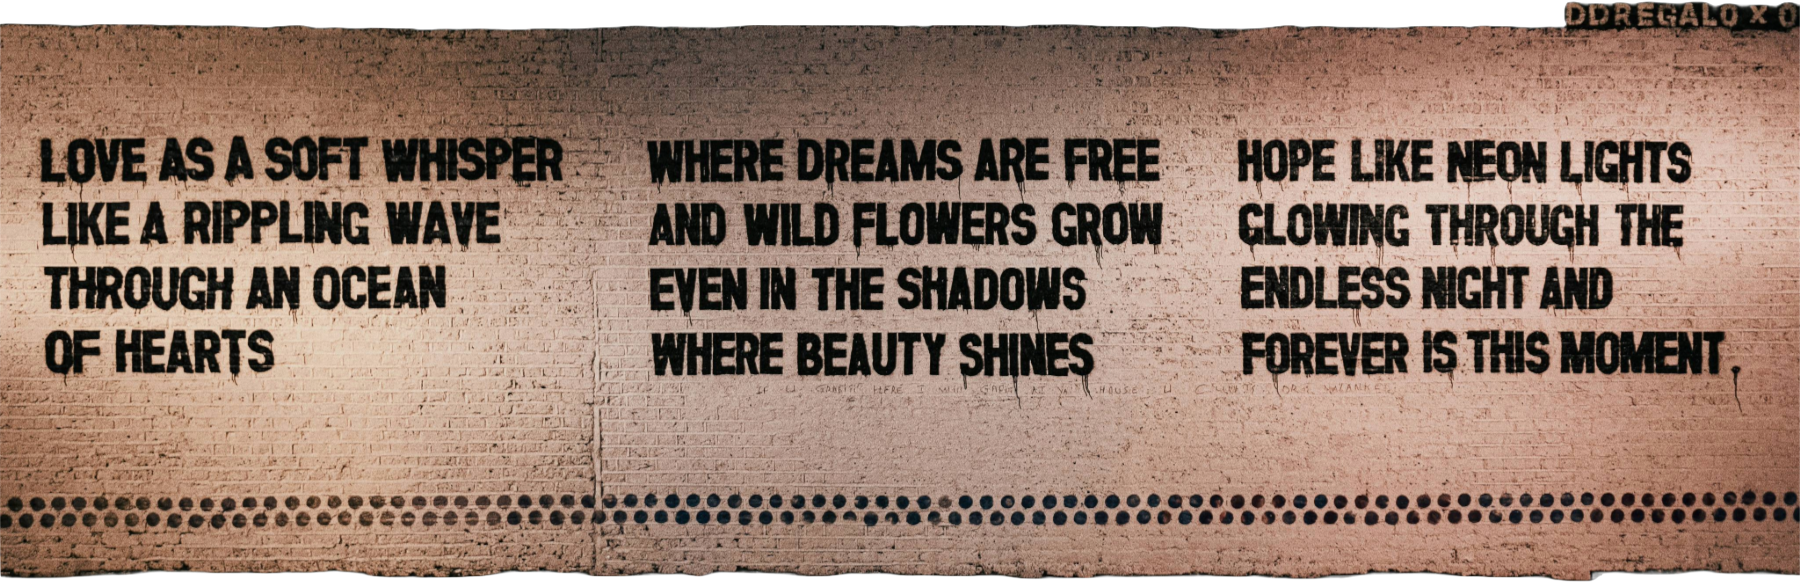 DDREGALO X O
LOVE AS A SOFT WHISPER
LIKE A RIPPLING WAVE
THROUGH AN OCEAN
OF HEARTS
WHERE DREAMS ARE FREE
AND WILD FLOWERS GROW
EVEN IN THE SHADOWS
WHERE BEAUTY SHINES
HOPE LIKE NEON LIGHTS
GLOWING THROUGH THE
ENDLESS NIGHT AND
FOREVER IS THIS MOMENT.